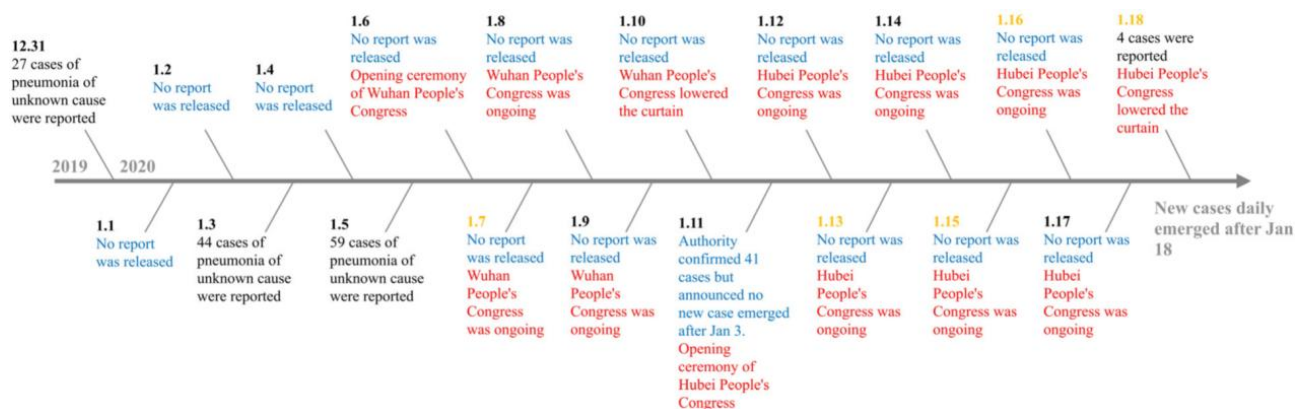 12.31
27 cases of
pneumonia of
unknown cause
were reported
1.2
No report
was released
1.4
No report
was released
1.6
No report was
released
Opening ceremony
of Wuhan People's
Congress
1.8
No report was
released
Wuhan People's
Congress was
ongoing
1.10
No report was
released
Wuhan People's
Congress lowered
the curtain
1.12
No report was
released
Hubei People's
Congress was
ongoing
1.14
No report was
released
Hubei People's
Congress was
ongoing
1.16
No report was
released
Hubei People's
Congress was
ongoing
1.18
4 cases were
reported
Hubei People's
Congress
lowered the
curtain
2019
2020
1.1
No report
was released
1.3
44 cases of
pneumonia of
unknown cause
were reported
1.5
59 cases of
pneumonia of
unknown cause
were reported
1.7
No report
was released
Wuhan
People's
Congress
was ongoing
1.9
No report was
released
Wuhan
People's
Congress was
ongoing
1.11
Authority
confirmed 41
cases but
announced no
new case emerged
after Jan 3.
Opening
ceremony of
Hubei People's
Congress
1.13
No report was
released
Hubei
People's
Congress was
ongoing
1.15
No report was
released
Hubei
People's
Congress was
ongoing
1.17
No report was
released
Hubei
People's
Congress was
ongoing
New cases daily
emerged after Jan
18